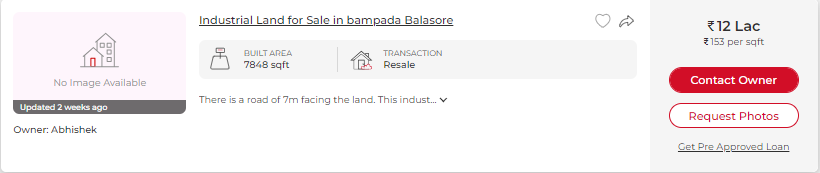 Industrial Land for Sale in bampada Balasore
No Image Available
Updated 2 weeks ago
Owner: Abhishek
BUILT AREA
7848 sqft
TRANSACTION
Resale
There is a road of 7m facing the land. This indust...
₹12 Lac
₹153 per sqft
Contact Owner
Request Photos
Get Pre Approved Loan